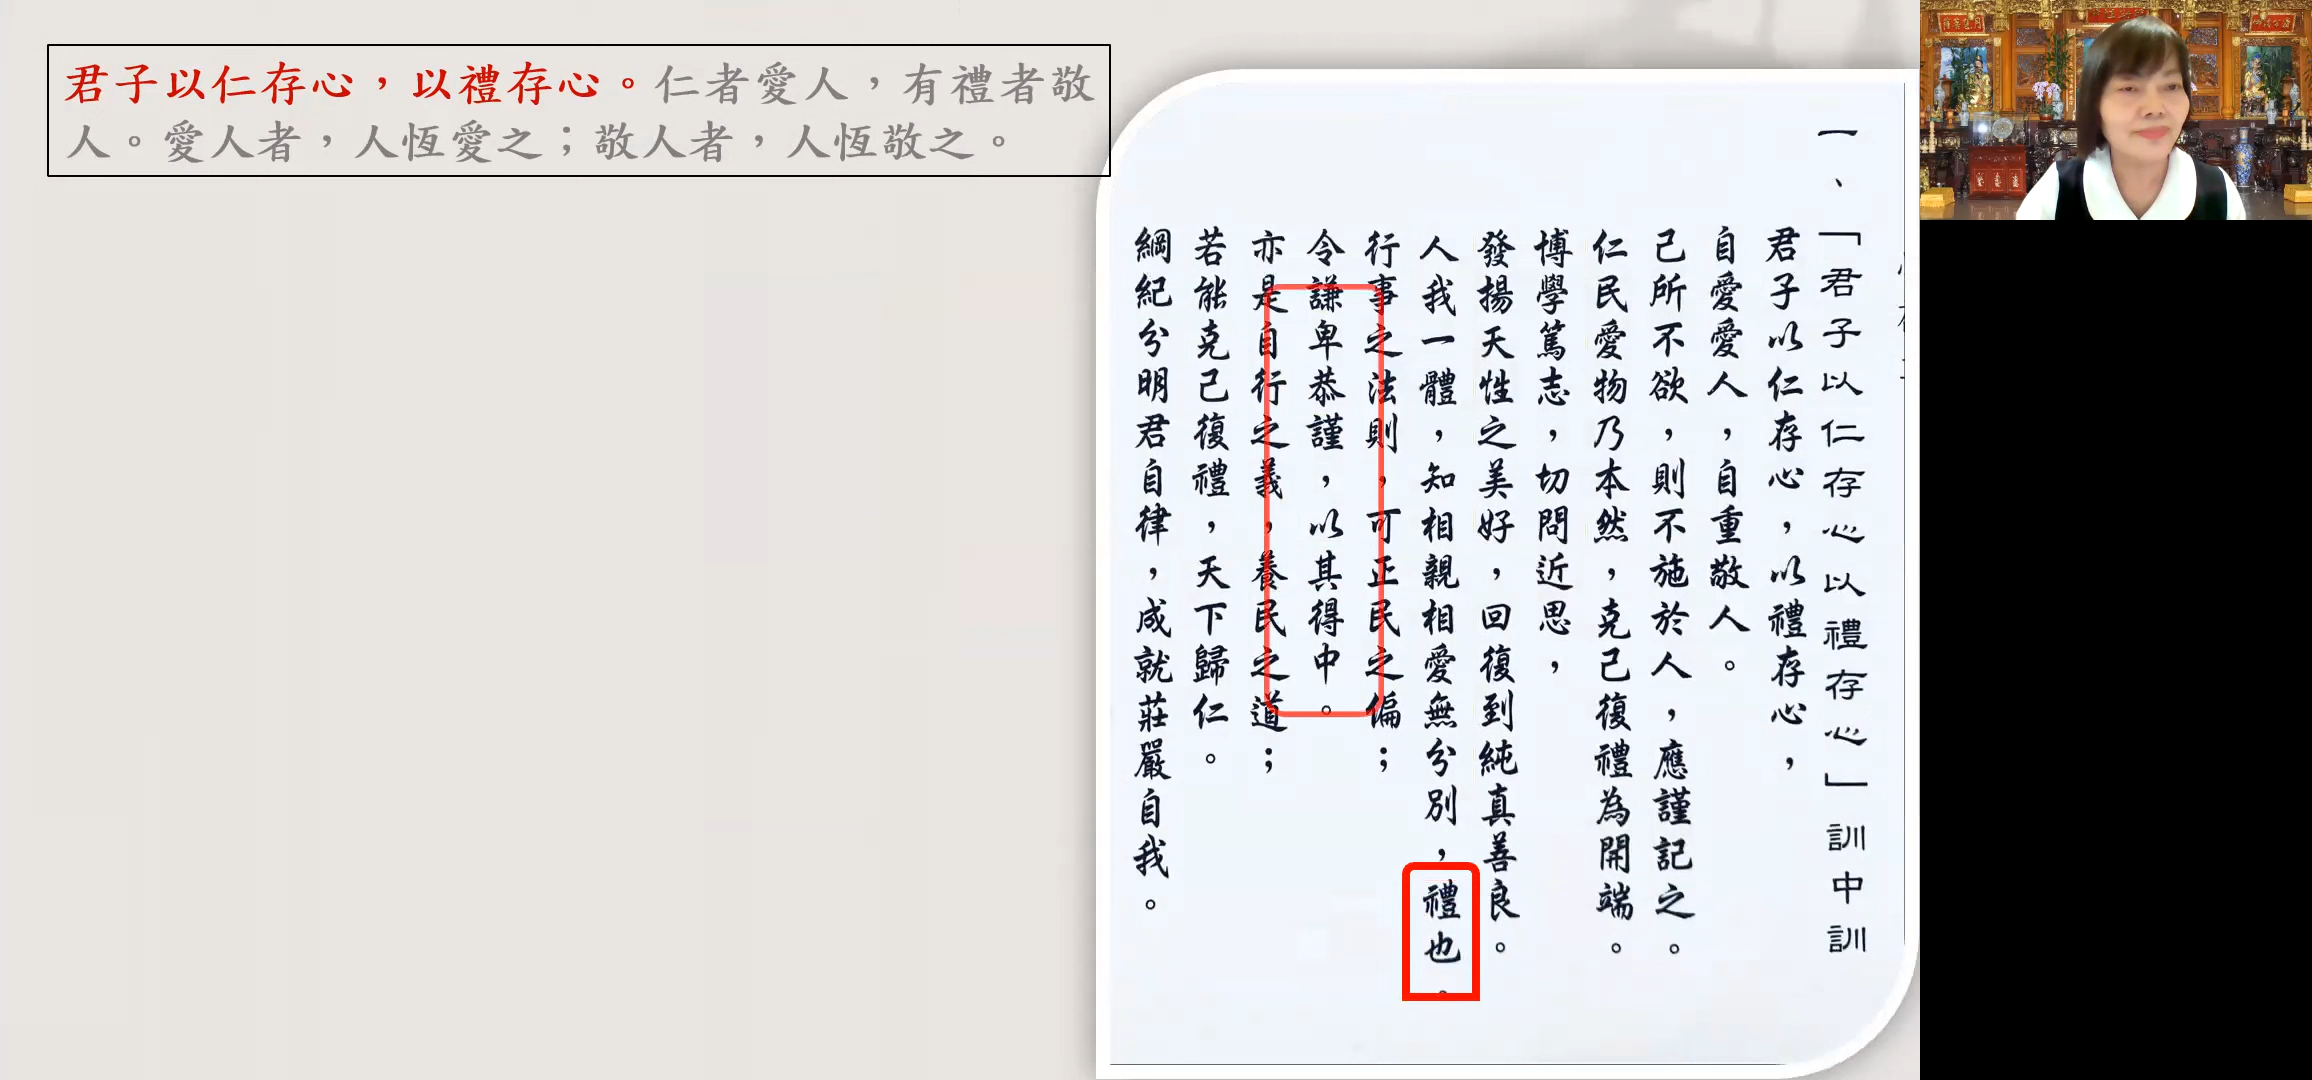 君子以仁存心，以禮存心。仁者愛人，有禮者敬
人。愛人者，人恆愛之；敬人者，人恆敬之。
一、「君子以仁存心以禮存心」訓中訓
君子以仁存心，以禮存心，
自愛愛人，自重敬人。
己所不欲，則不施於人，應謹記之。
仁民愛物乃本然，克己復禮為開端。
博學篤志，切問近思，
發揚天性之美好，回復到純真善良。
人我一體，知相親相愛無分別，禮也。
行事之法則，可正民之偏；
令謙卑恭謹，以其得中。
亦是自行之義，養民之道；
若能克己復禮，天下歸仁。
綱紀分明君自律，成就莊嚴自我。